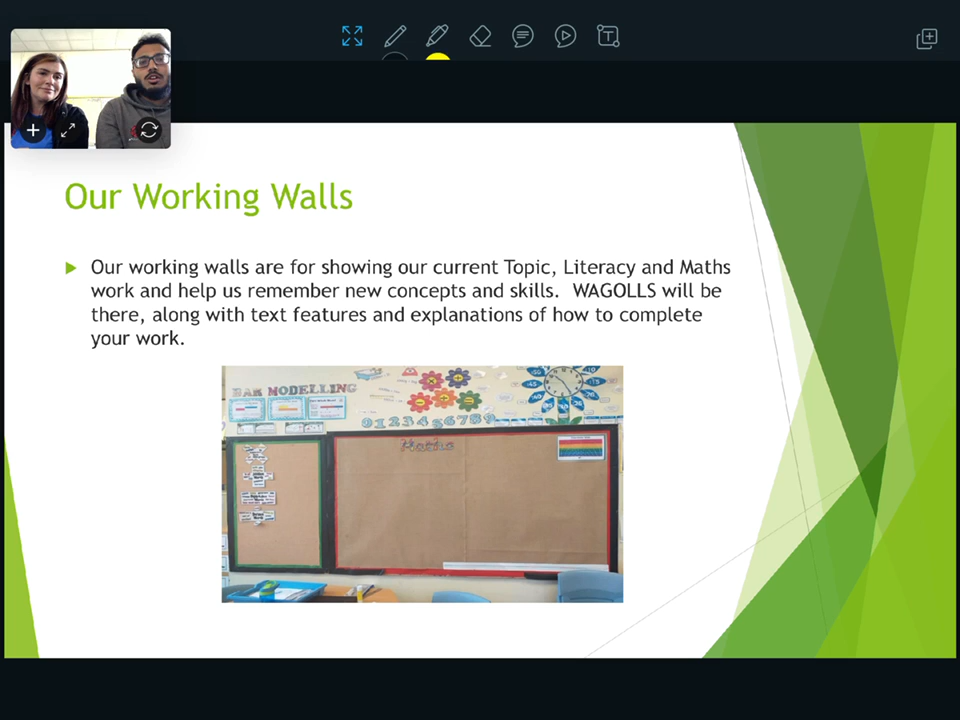 Our Working Walls
Our working walls are for showing our current Topic, Literacy and Maths
work and help us remember new concepts and skills.  WAGOLLS will be
there, along with text features and explanations of how to complete
your work.
BAR MODELLING
0123456789
Maths